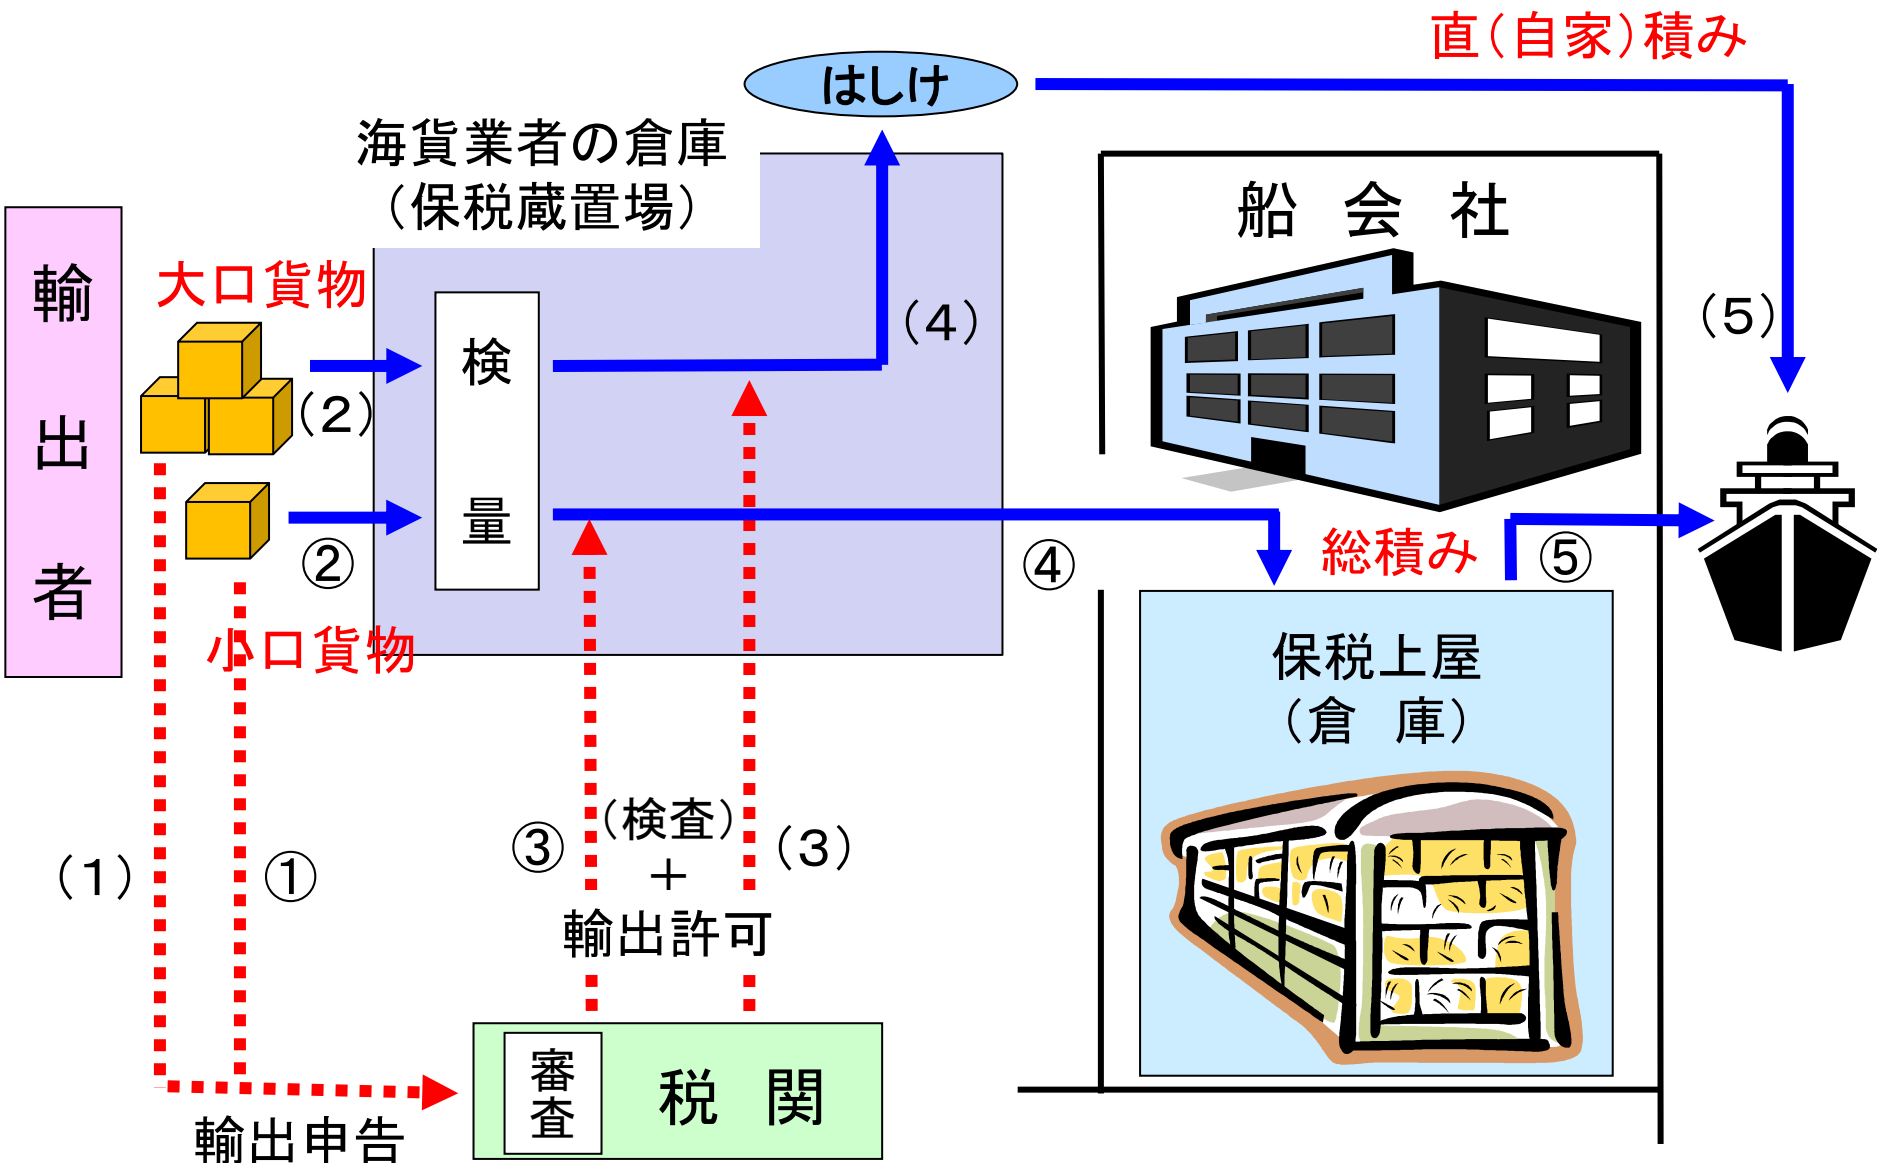 直（自家）積み
はしけ
海貨業者の倉庫
（保税蔵置場）
船　会　社
輸出者
大口貨物
（2）
検量
（4）
（5）
②
小口貨物
④
総積み
⑤
保税上屋
（倉　庫）
（1）
①
③
（検査）
＋
輸出許可
（3）
審査
税　関
輸出申告